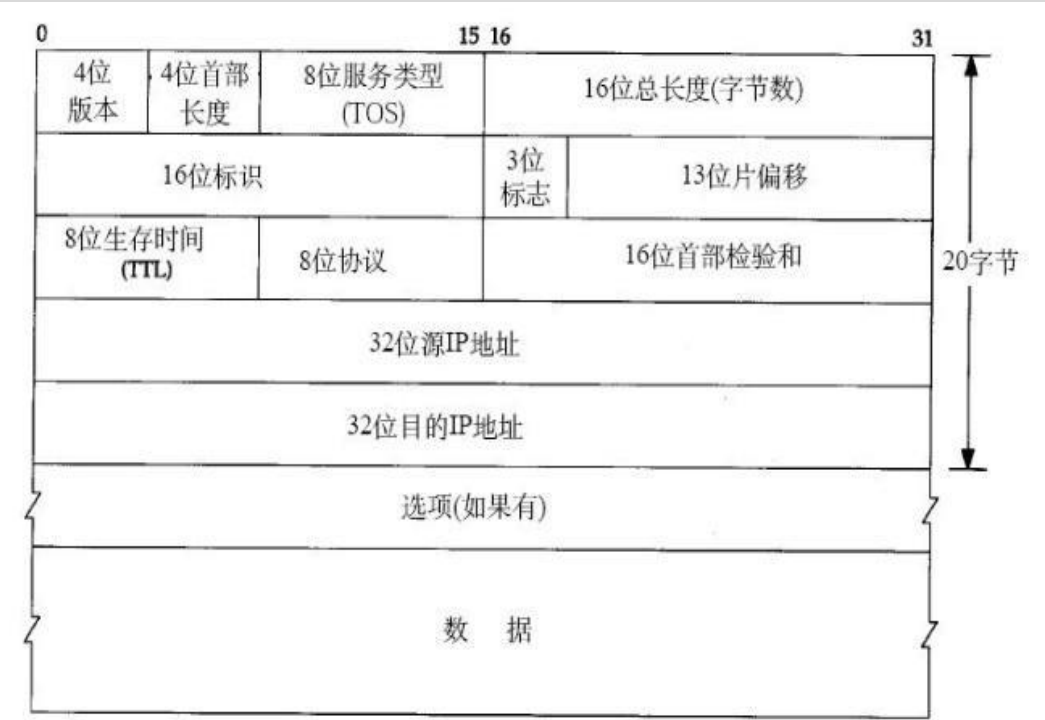 0 15 16 31
4位
版本
4位首部
长度
8位服务类型
(TOS)
16位总长度(字节数)
16位标识
3位
标志
13位片偏移
8位生存时间
(TTL)
8位协议
16位首部检验和
20字节
32位源IP地址
32位目的IP地址
选项(如果有)
数 据